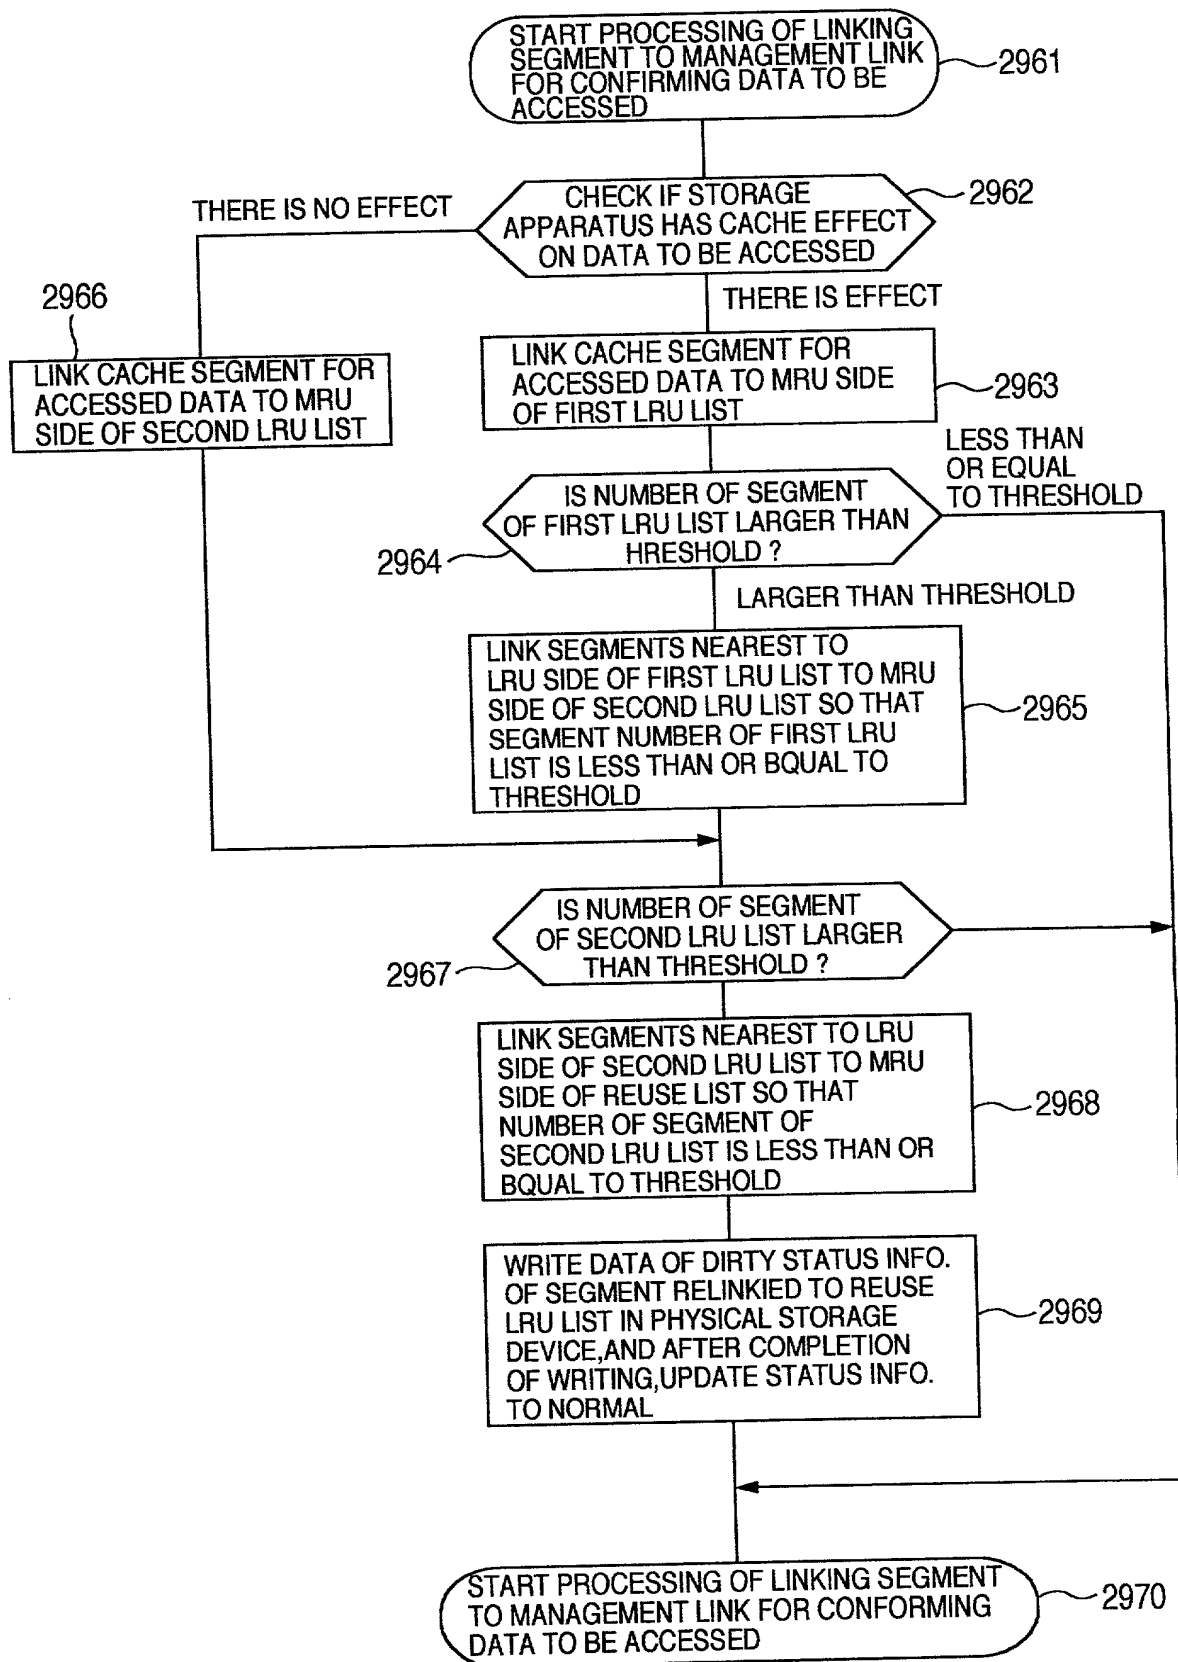 START PROCESSING OF LINKING
SEGMENT TO MANAGEMENT LINK
FOR CONFIRMING DATA TO BE
ACCESSED
2961
CHECK IF STORAGE
APPARATUS HAS CACHE EFFECT
ON DATA TO BE ACCESSED
2962
THERE IS NO EFFECT
THERE IS EFFECT
2966
LINK CACHE SEGMENT FOR
ACCESSED DATA TO MRU
SIDE OF SECOND LRU LIST
LINK CACHE SEGMENT FOR
ACCESSED DATA TO MRU SIDE
OF FIRST LRU LIST
2963
LESS THAN
OR EQUAL
TO THRESHOLD
IS NUMBER OF SEGMENT
OF FIRST LRU LIST LARGER THAN
HRESHOLD ?
2964
LARGER THAN THRESHOLD
LINK SEGMENTS NEAREST TO
LRU SIDE OF FIRST LRU LIST TO MRU
SIDE OF SECOND LRU LIST SO THAT
SEGMENT NUMBER OF FIRST LRU
LIST IS LESS THAN OR BQUAL TO
THRESHOLD
2965
IS NUMBER OF SEGMENT
OF SECOND LRU LIST LARGER
THAN THRESHOLD ?
2967
LINK SEGMENTS NEAREST TO LRU
SIDE OF SECOND LRU LIST TO MRU
SIDE OF REUSE LIST SO THAT
NUMBER OF SEGMENT OF
SECOND LRU LIST IS LESS THAN OR
BQUAL TO THRESHOLD
2968
WRITE DATA OF DIRTY STATUS INFO.
OF SEGMENT RELINKIED TO REUSE
LRU LIST IN PHYSICAL STORAGE
DEVICE,AND AFTER COMPLETION
OF WRITING,UPDATE STATUS INFO.
TO NORMAL
2969
START PROCESSING OF LINKING SEGMENT
TO MANAGEMENT LINK FOR CONFORMING
DATA TO BE ACCESSED
2970